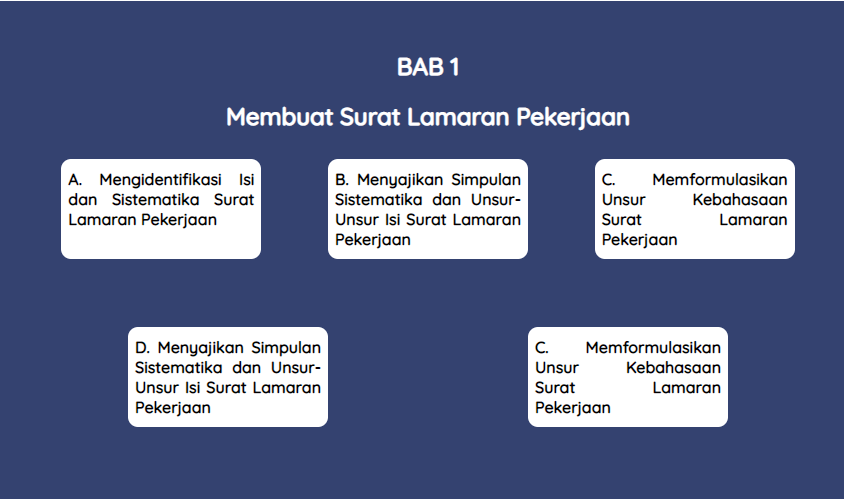 BAB 1
Membuat Surat Lamaran Pekerjaan
A. Mengidentifikasi Isi
dan Sistematika Surat
Lamaran Pekerjaan
B. Menyajikan Simpulan
Sistematika dan Unsur-
Unsur Isi Surat Lamaran
Pekerjaan
C. Memformulasikan
Unsur Kebahasaan
Surat Lamaran
Pekerjaan
D. Menyajikan Simpulan
Sistematika dan Unsur-
Unsur Isi Surat Lamaran
Pekerjaan
C. Memformulasikan
Unsur Kebahasaan
Surat Lamaran
Pekerjaan